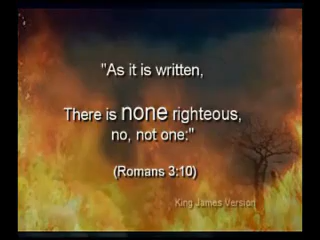 "As it is written,
There is none righteous,
no, not one:"
(Romans 3:10)
King James Version